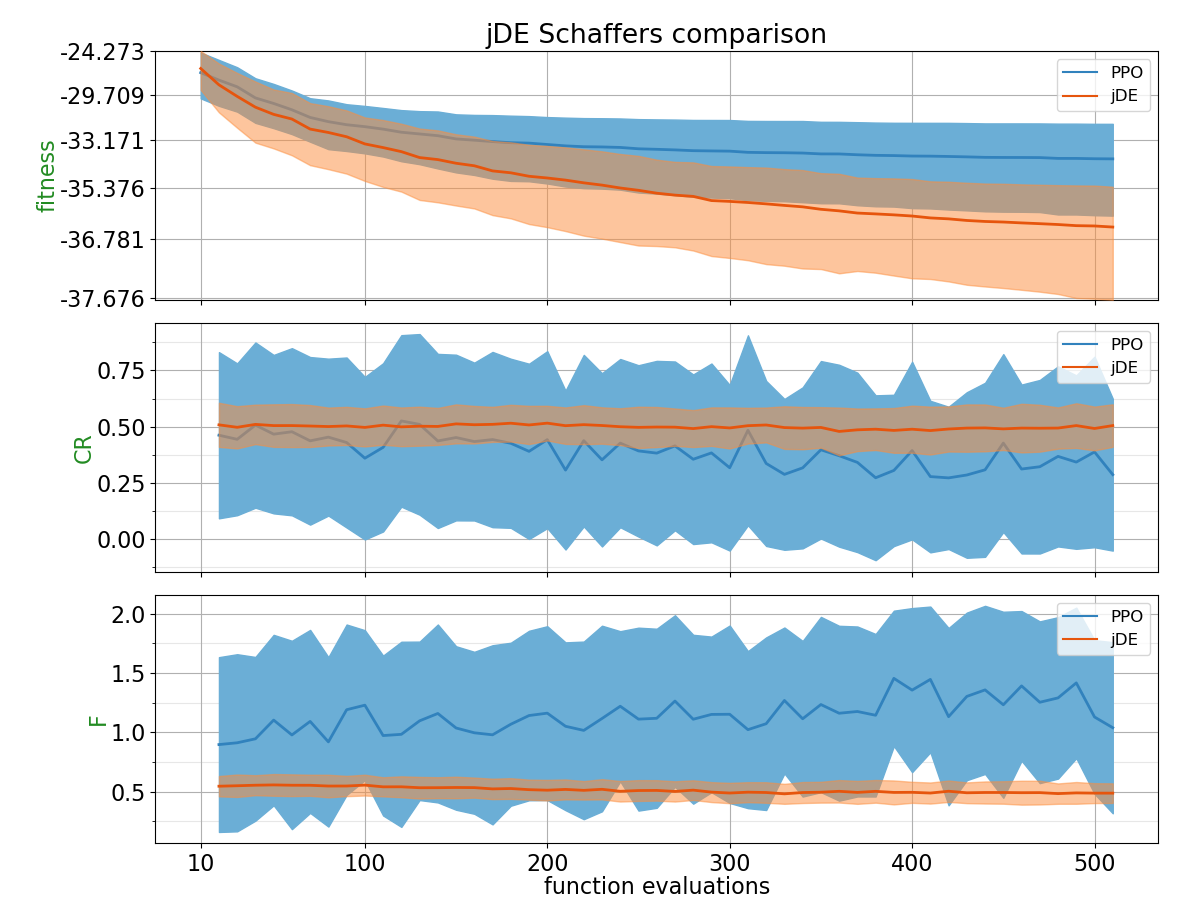 jDE Schaffers comparison
-24.273
-29.709
-33.171
-35.376
-36.781
-37.676
fitness
PPO
jDE
0.75
0.50
0.25
0.00
CR
PPO
jDE
2.0
1.5
1.0
0.5
F
PPO
jDE
10 100 200 300 400 500
function evaluations